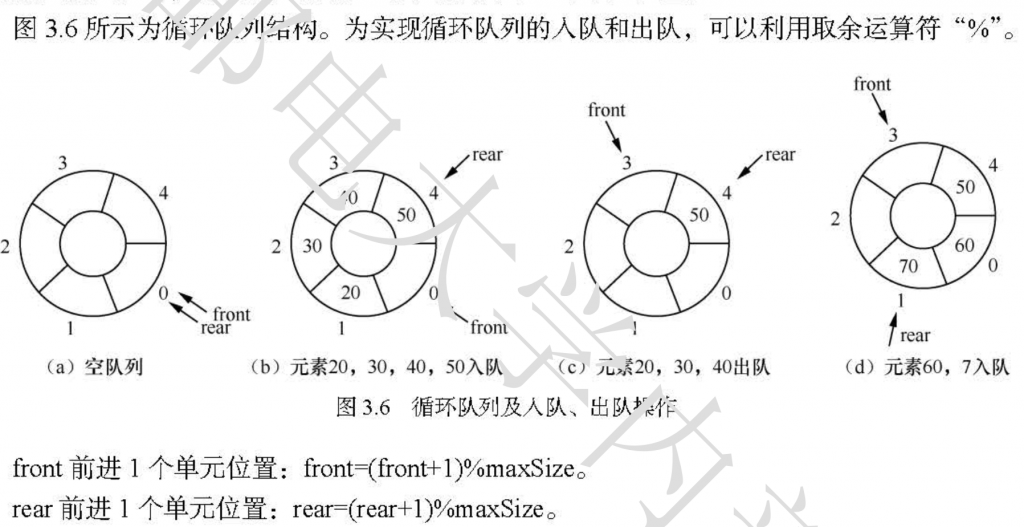 图 3.6 所示为循环队列结构。为实现循环队列的入队和出队，可以利用取余运算符“%”。
3
4
2
0
1
front
rear
(a) 空队列
3
rear
4
40
50
2
30
20
0
1
front
(b) 元素20，30，40，50入队
front
3
rear
4
50
2
0
1
(c) 元素20，30，40出队
front
3
4
50
2
60
70
0
1
rear
(d) 元素60，7入队
图 3.6 循环队列及入队、出队操作
front 前进 1 个单元位置：front=(front+1)%maxSize。
rear 前进 1 个单元位置：rear=(rear+1)%maxSize。
邮电大学内